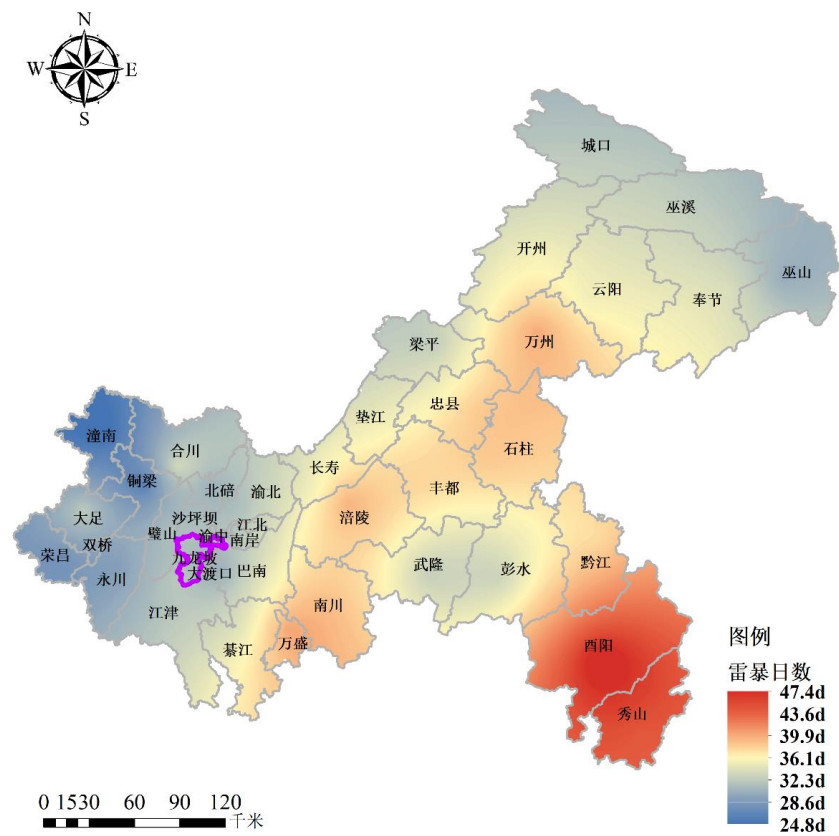 N
W
E
S
城口
巫溪
开州
巫山
云阳
奉节
万州
梁平
忠县
垫江
石柱
潼南
合川
长寿
铜梁
北碚
渝北
丰都
大足
沙坪坝
涪陵
江北
璧山
渝中
南岸
双桥
荣昌
九龙坡
黔江
武隆
彭水
大渡口
巴南
永川
南川
江津
万盛
綦江
酉阳
秀山
图例
雷暴日数
47.4d
43.6d
39.9d
36.1d
32.3d
28.6d
24.8d
0 1530 60 90 120
千米